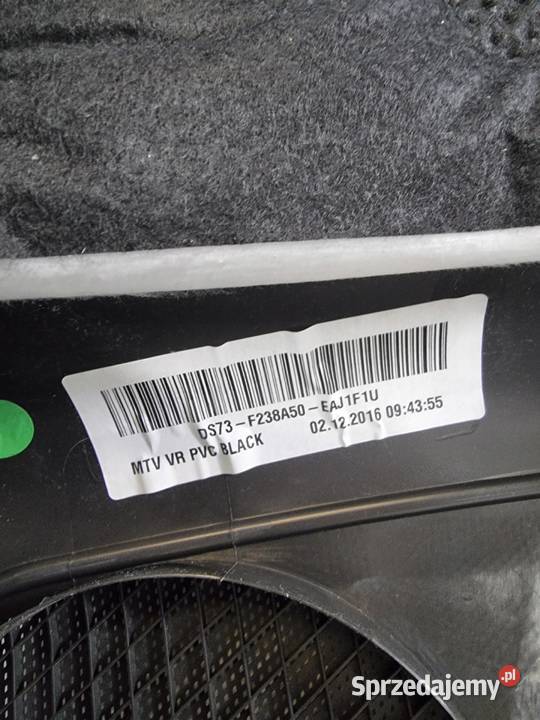 DS73-F238A50-EAJ1F1U
MTV VR PVC BLACK 02.12.2016 09:43:55
Sprzedajemy.pl